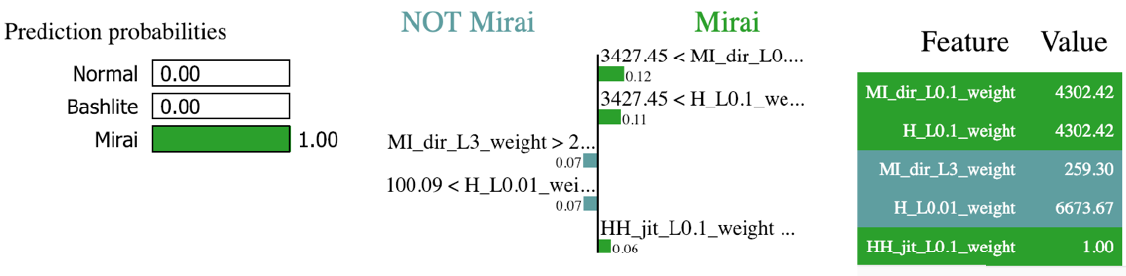 Prediction probabilities
Normal 0.00
Bashlite 0.00
Mirai 1.00
NOT Mirai Mirai
3427.45 < MI_dir_L0....
0.12
3427.45 < H_L0.1_we...
0.11
MI_dir_L3_weight > 2...
0.07
100.09 < H_L0.01_wei...
0.07
HH_jit_L0.1_weight ...
0.06
Feature Value
MI_dir_L0.1_weight 4302.42
H_L0.1_weight 4302.42
MI_dir_L3_weight 259.30
H_L0.01_weight 6673.67
HH_jit_L0.1_weight 1.00